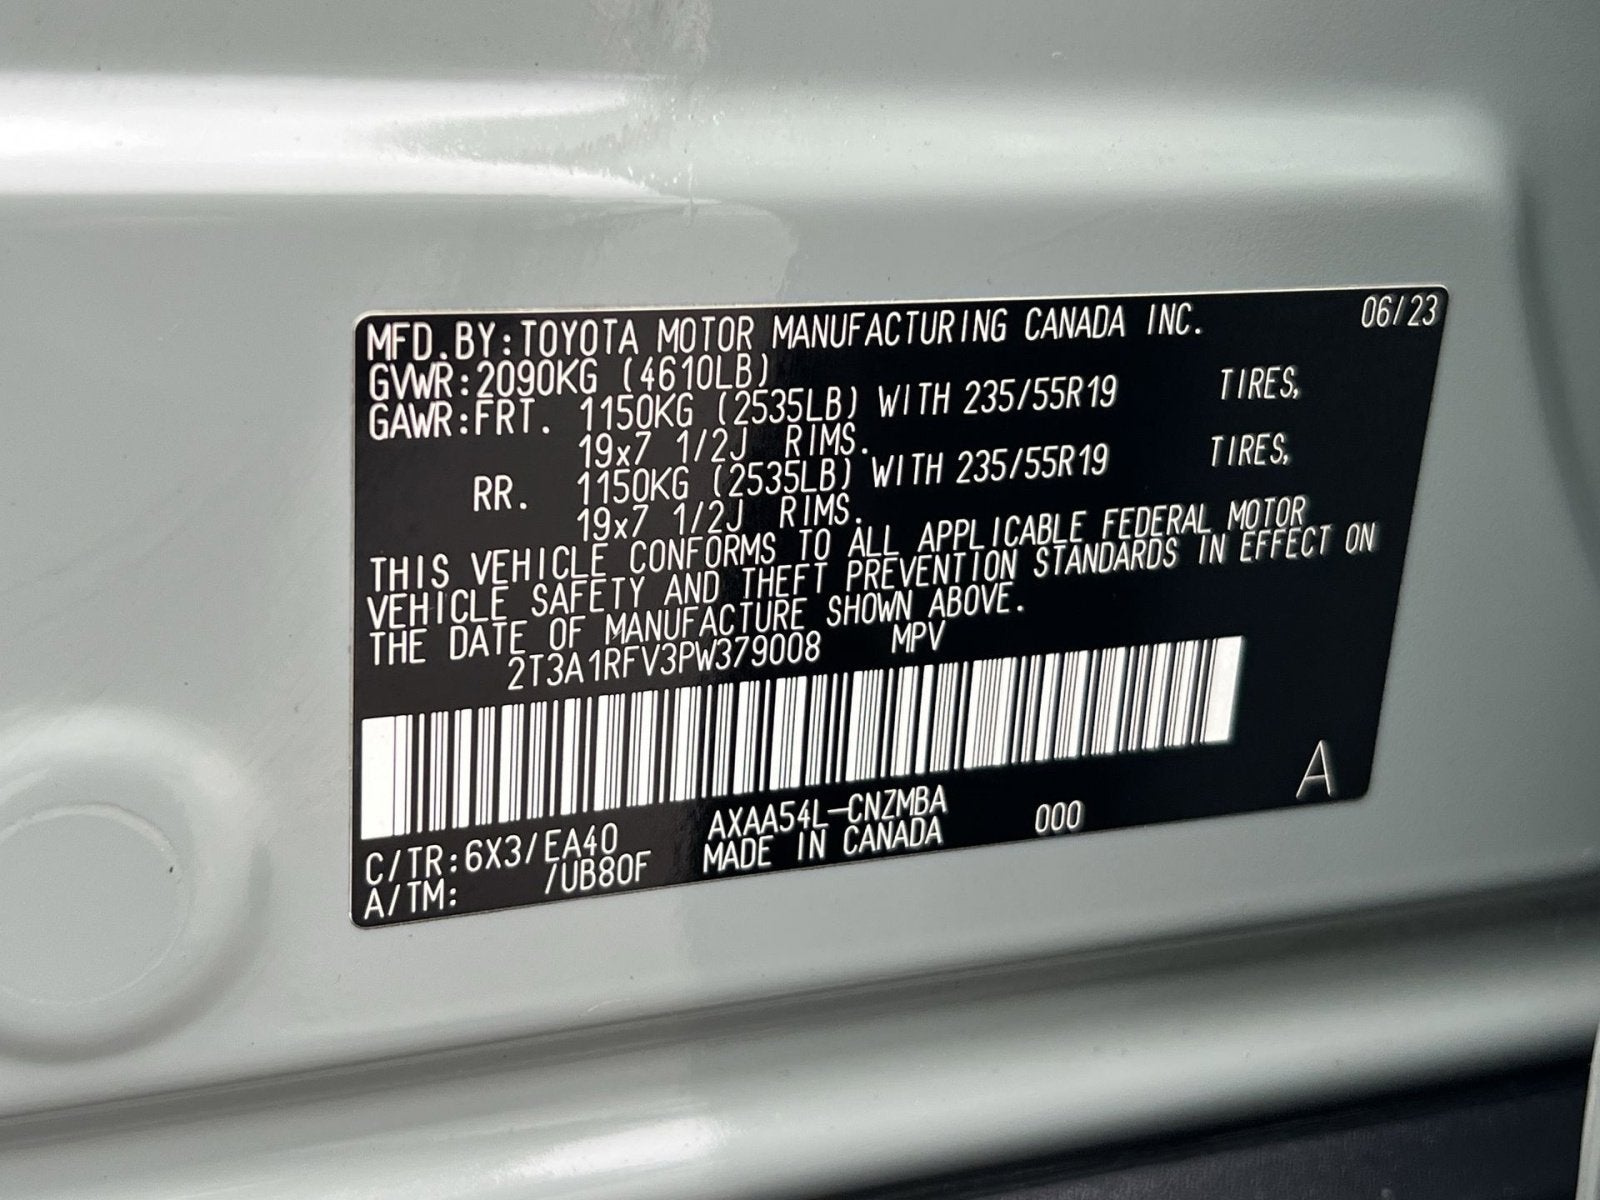 MFD.BY:TOYOTA MOTOR MANUFACTURING CANADA INC. 06/23
GVWR:2090KG (4610LB)
GAWR:FRT. 1150KG (2535LB) WITH 235/55R19 TIRES,
19x7 1/2J RIMS.
RR. 1150KG (2535LB) WITH 235/55R19 TIRES,
19x7 1/2J RIMS.
THIS VEHICLE CONFORMS TO ALL APPLICABLE FEDERAL MOTOR
VEHICLE SAFETY AND THEFT PREVENTION STANDARDS IN EFFECT ON
THE DATE OF MANUFACTURE SHOWN ABOVE.
2T3A1RFV3PW379008 MPV
A
C/TR:6X3/EA40 AXAA54L-CNZMBA 000
A/TM: /UB80F MADE IN CANADA